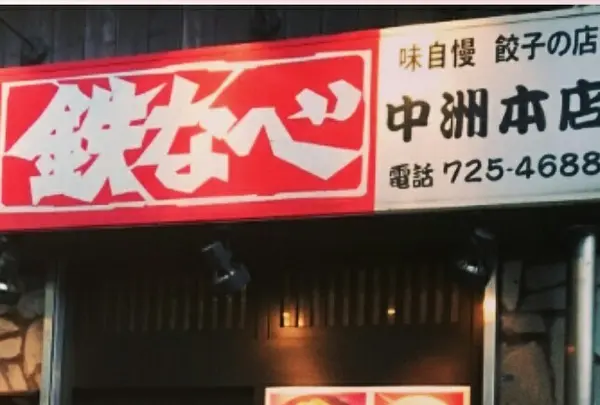 鉄なべ
味自慢 餃子の店
中洲本店
電話 725-4688